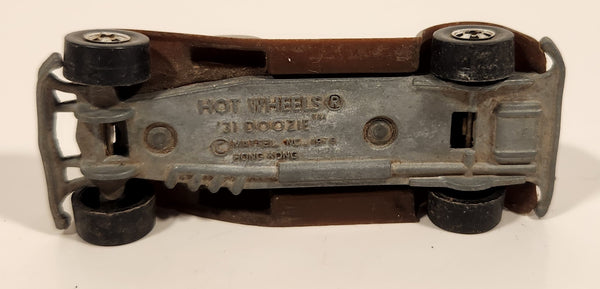 HOT WHEELS ®
'31 DOOZIE™
© MATTEL, INC. 1976
HONG KONG